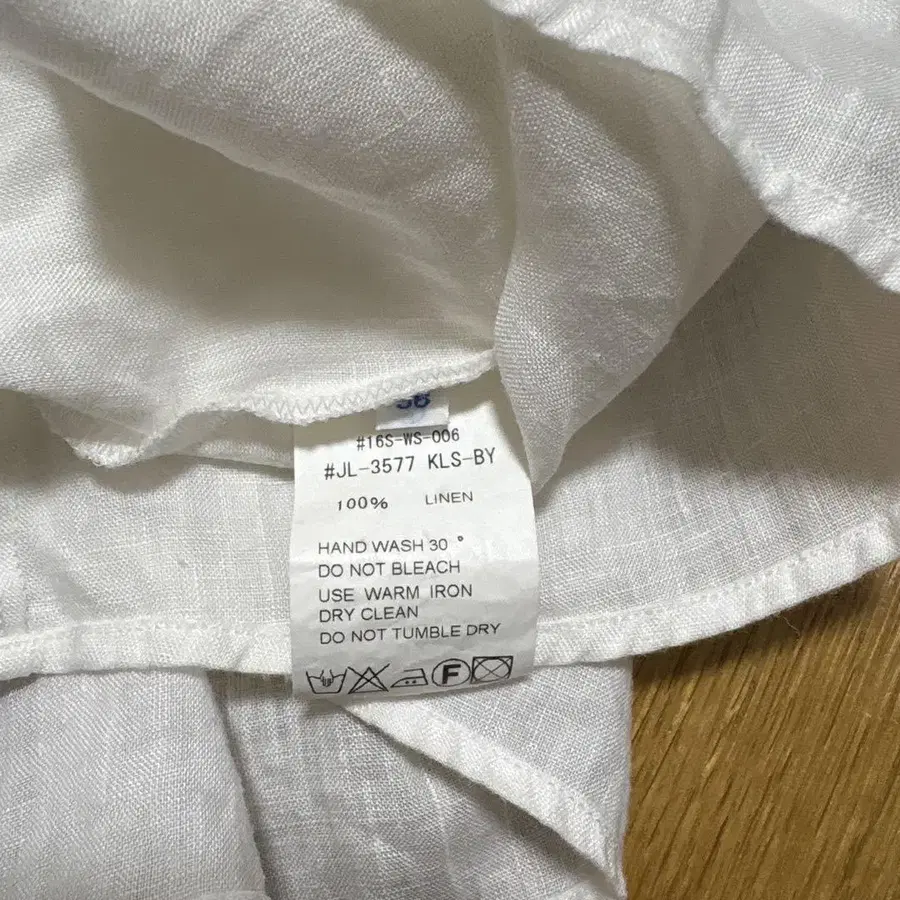 #16S-WS-006
#JL-3577 KLS-BY
100% LINEN
HAND WASH 30 °
DO NOT BLEACH
USE WARM IRON
DRY CLEAN
DO NOT TUMBLE DRY
F